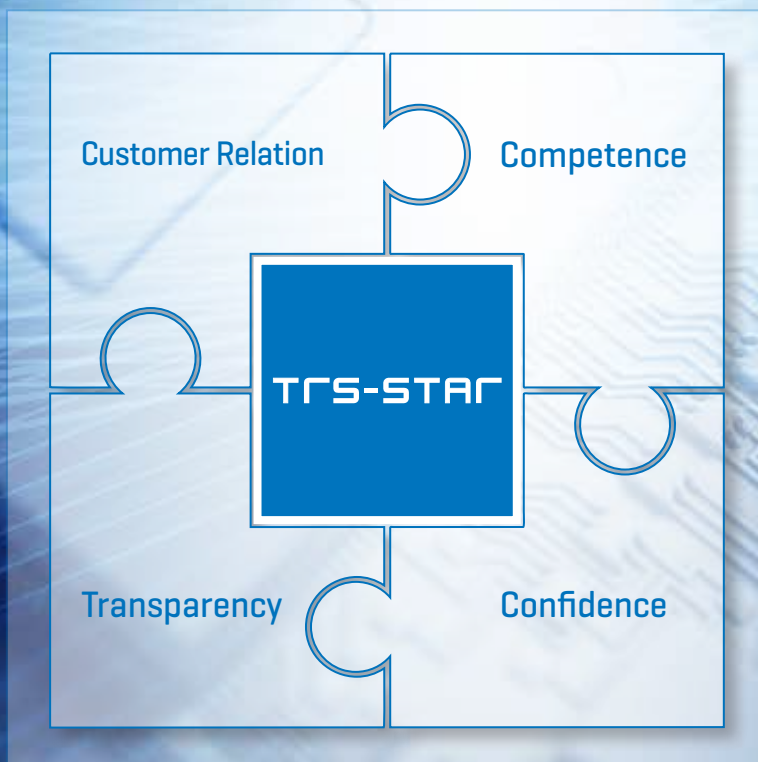 Customer Relation
Competence
TRS-STAR
Transparency
Confidence